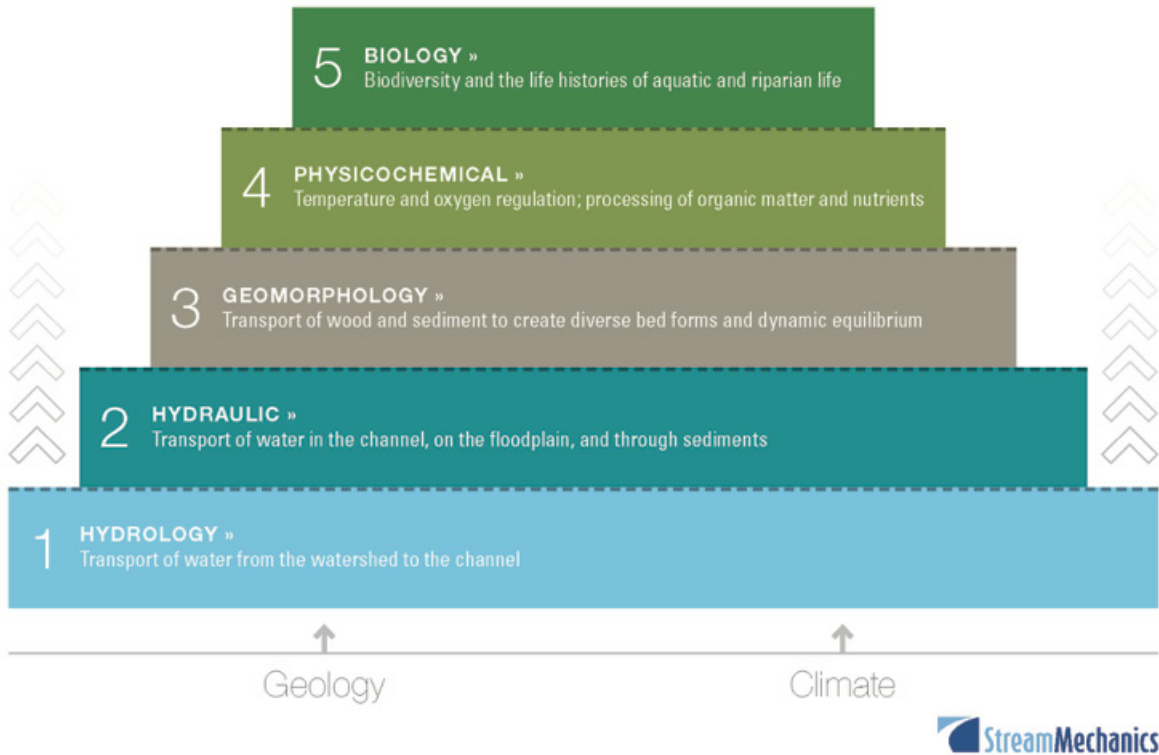 5
BIOLOGY »
Biodiversity and the life histories of aquatic and riparian life
4
PHYSICOCHEMICAL »
Temperature and oxygen regulation; processing of organic matter and nutrients
3
GEOMORPHOLOGY »
Transport of wood and sediment to create diverse bed forms and dynamic equilibrium
2
HYDRAULIC »
Transport of water in the channel, on the floodplain, and through sediments
1
HYDROLOGY »
Transport of water from the watershed to the channel
Geology
Climate
StreamMechanics